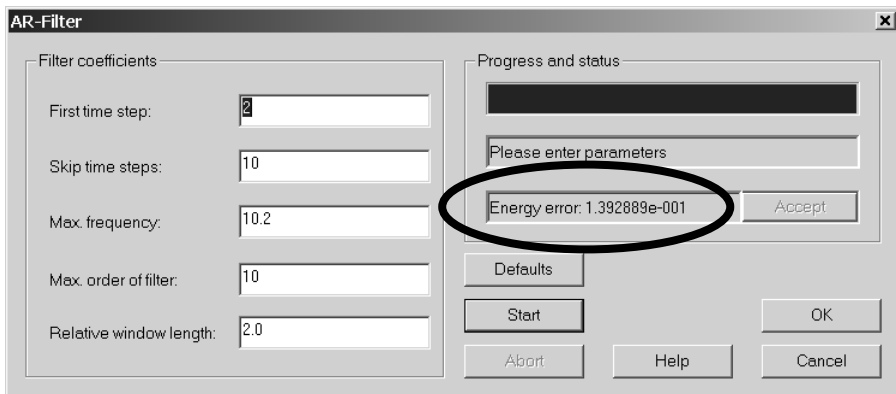 AR-Filter
Filter coefficients
First time step:
2
Skip time steps:
10
Max. frequency:
10.2
Max. order of filter:
10
Relative window length:
2.0
Progress and status
Please enter parameters
Energy error: 1.392889e-001
Accept
Defaults
Start
OK
Abort
Help
Cancel